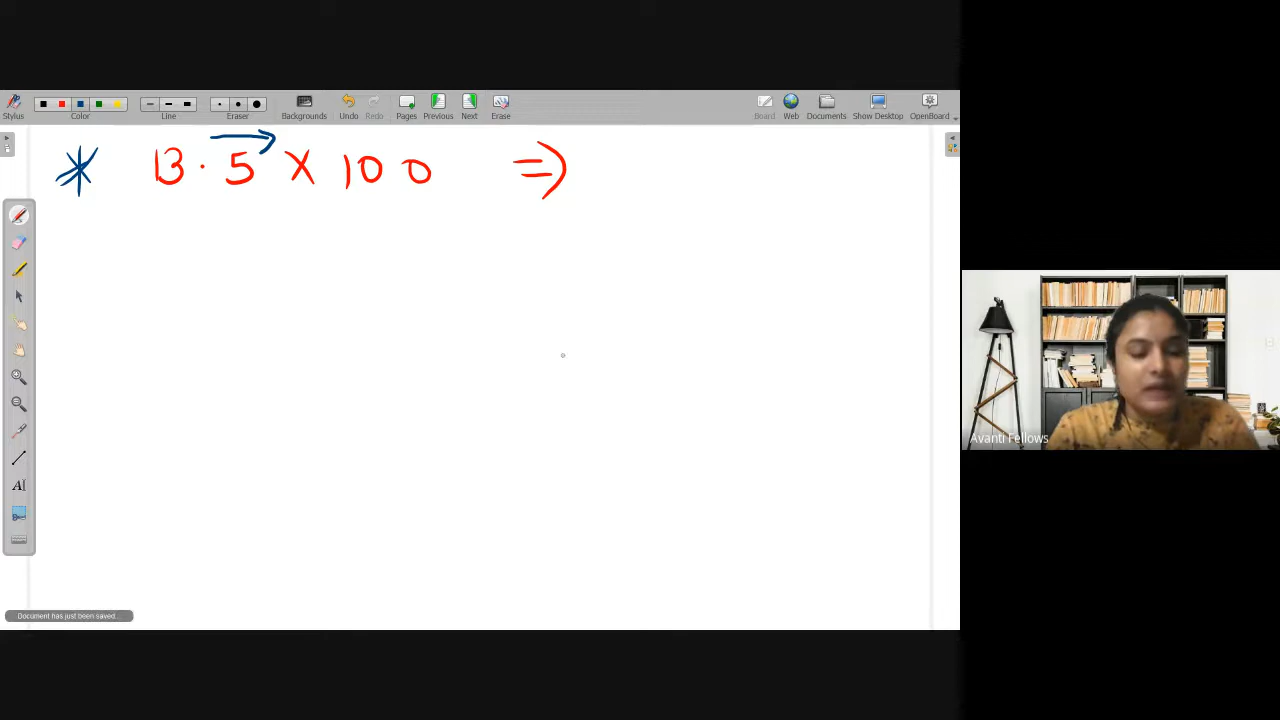 Stylus
Color
Line
Eraser
Backgrounds
Undo
Redo
Pages
Previous
Next
Erase
Board
Web
Documents
Show Desktop
OpenBoard
* 13.5 X 100 =>
Avanti Fellows
Document has just been saved...